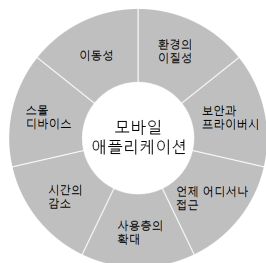 환경의
이질성
보안과
프라이버시
언제 어디서나
접근
사용층의
확대
시간의
감소
스몰
디바이스
이동성
모바일
애플리케이션